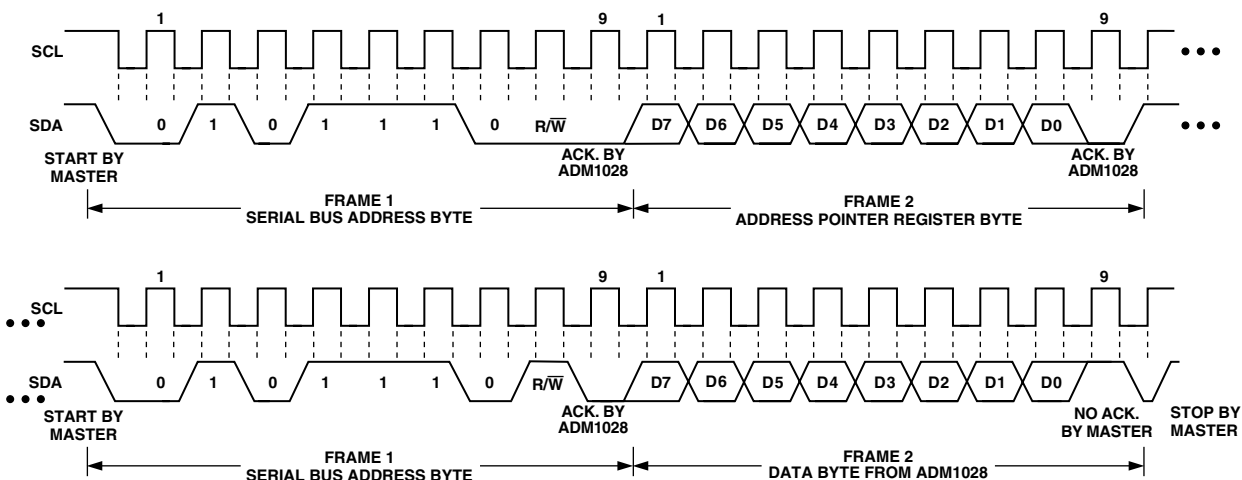 1 9 1 9
SCL
SDA 0 1 0 1 1 1 0 R/W D7 D6 D5 D4 D3 D2 D1 D0
START BY
MASTER
ACK. BY
ADM1028
ACK. BY
ADM1028
FRAME 1
SERIAL BUS ADDRESS BYTE
FRAME 2
ADDRESS POINTER REGISTER BYTE
1 9 1 9
SCL
SDA 0 1 0 1 1 1 0 R/W D7 D6 D5 D4 D3 D2 D1 D0
START BY
MASTER
ACK. BY
ADM1028
NO ACK.
BY MASTER
STOP BY
MASTER
FRAME 1
SERIAL BUS ADDRESS BYTE
FRAME 2
DATA BYTE FROM ADM1028